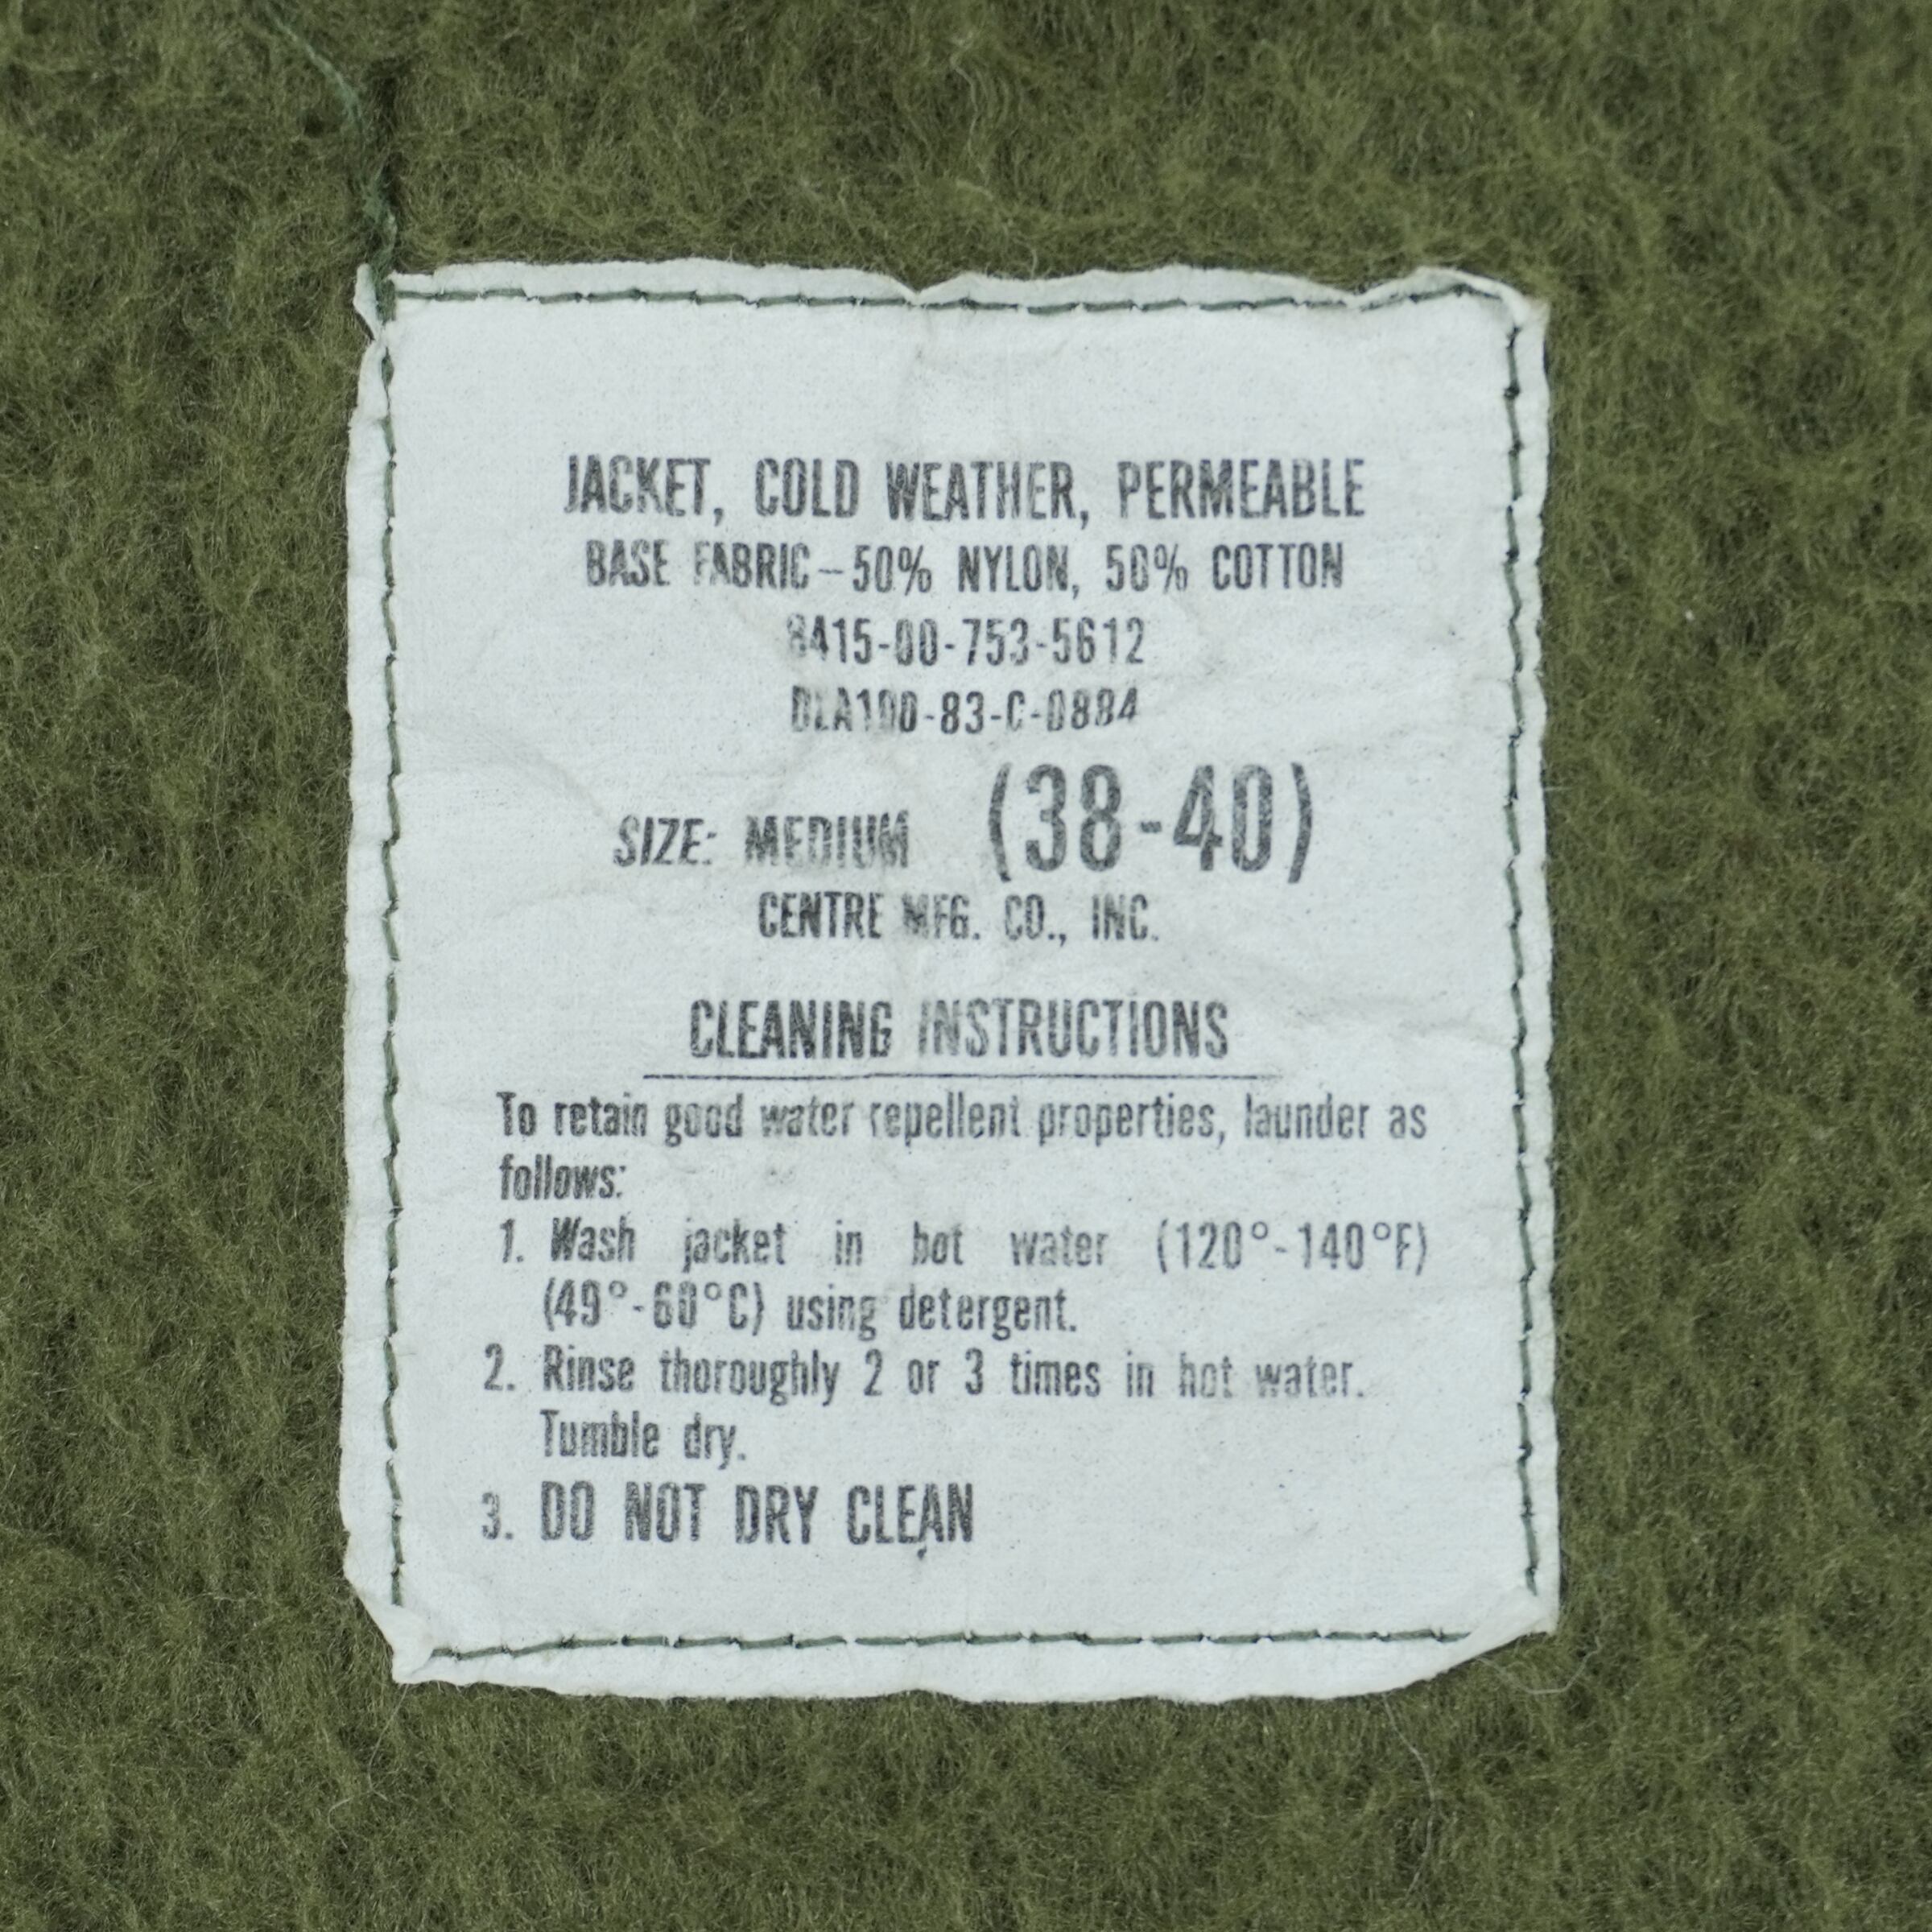 JACKET, COLD WEATHER, PERMEABLE
BASE FABRIC–50% NYLON, 50% COTTON
8415-00-753-5612
DLA100-83-C-0884
SIZE: MEDIUM (38-40)
CENTRE MFG. CO., INC.
CLEANING INSTRUCTIONS
To retain good water repellent properties, launder as
follows:
1. Wash jacket in hot water (120°-140°F)
(49°-60°C) using detergent.
2. Rinse thoroughly 2 or 3 times in hot water.
Tumble dry.
3. DO NOT DRY CLEAN